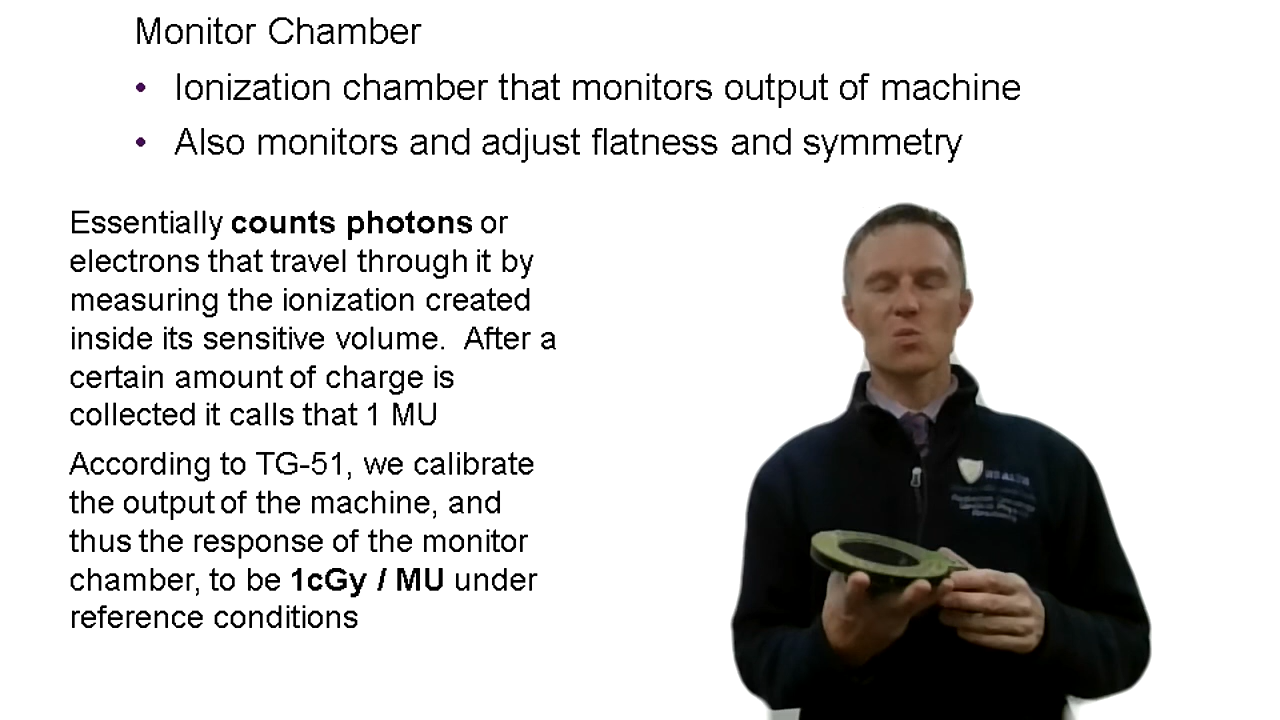 Monitor Chamber
• Ionization chamber that monitors output of machine
• Also monitors and adjust flatness and symmetry
Essentially counts photons or
electrons that travel through it by
measuring the ionization created
inside its sensitive volume.  After a
certain amount of charge is
collected it calls that 1 MU
According to TG-51, we calibrate
the output of the machine, and
thus the response of the monitor
chamber, to be 1cGy / MU under
reference conditions
HEALTH